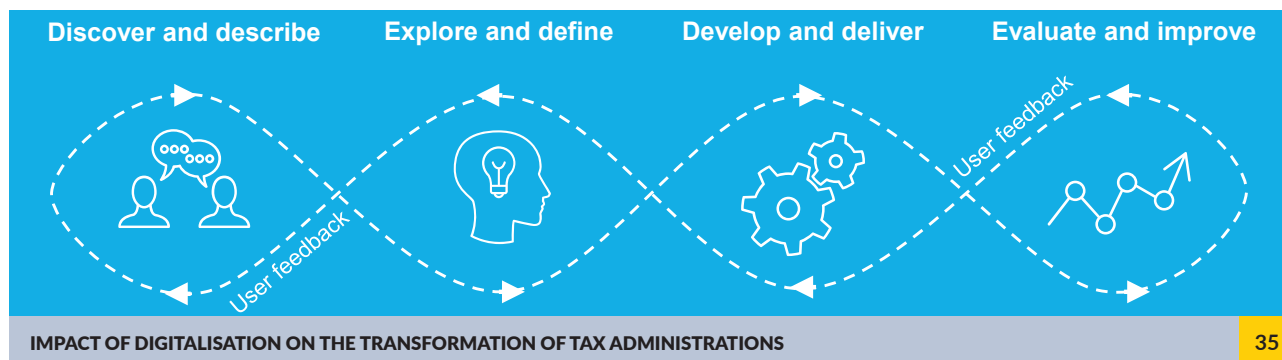 Discover and describe
Explore and define
Develop and deliver
Evaluate and improve
User feedback
User feedback
IMPACT OF DIGITALISATION ON THE TRANSFORMATION OF TAX ADMINISTRATIONS
35